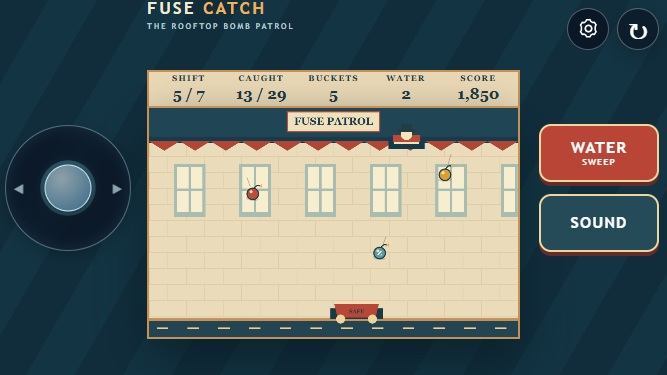 FUSE CATCH
THE ROOFTOP BOMB PATROL
SHIFT CAUGHT BUCKETS WATER SCORE
5 / 7 13 / 29 5 2 1,850
FUSE PATROL
SAFE
WATER
SWEEP
SOUND